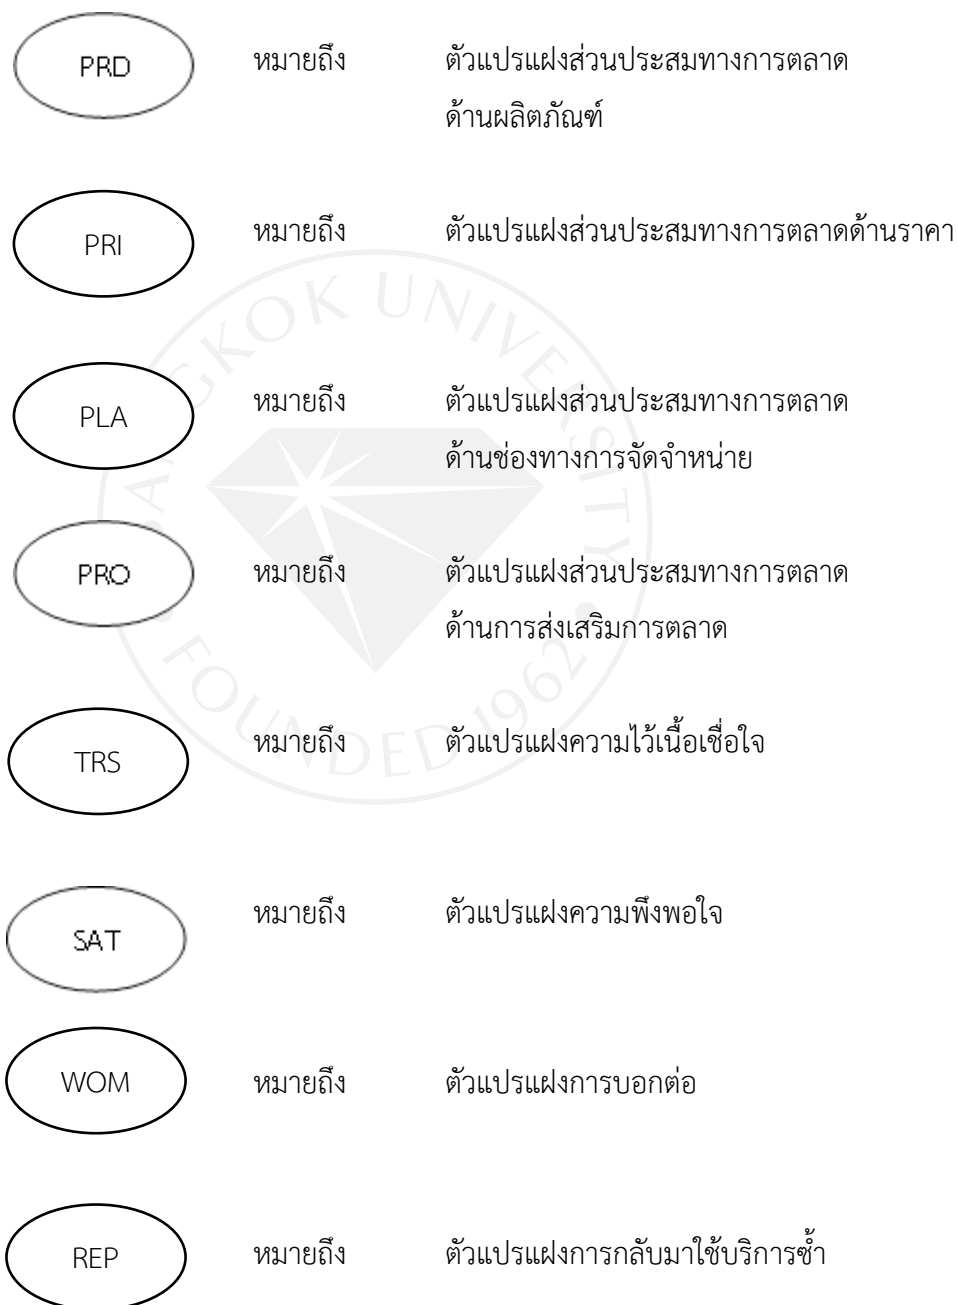 PRD หมายถึง ตัวแปรแฝงส่วนประสมทางการตลาด
ด้านผลิตภัณฑ์
PRI หมายถึง ตัวแปรแฝงส่วนประสมทางการตลาดด้านราคา
PLA หมายถึง ตัวแปรแฝงส่วนประสมทางการตลาด
ด้านช่องทางการจัดจำหน่าย
PRO หมายถึง ตัวแปรแฝงส่วนประสมทางการตลาด
ด้านการส่งเสริมการตลาด
TRS หมายถึง ตัวแปรแฝงความไว้เนื้อเชื่อใจ
SAT หมายถึง ตัวแปรแฝงความพึงพอใจ
WOM หมายถึง ตัวแปรแฝงการบอกต่อ
REP หมายถึง ตัวแปรแฝงการกลับมาใช้บริการซ้ำ
BANGKOK UNIVERSITY
FOUNDED 1962